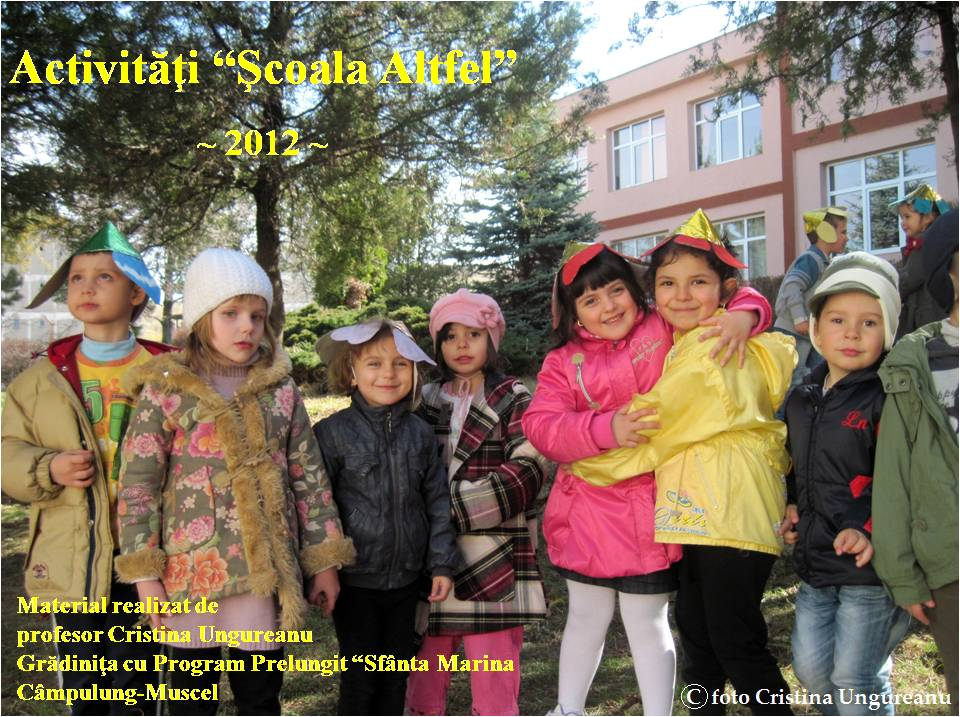 Activităţi “Şcoala Altfel”
~ 2012 ~
Material realizat de
profesor Cristina Ungureanu
Grădiniţa cu Program Prelungit “Sfânta Marina
Câmpulung-Muscel
© foto Cristina Ungureanu